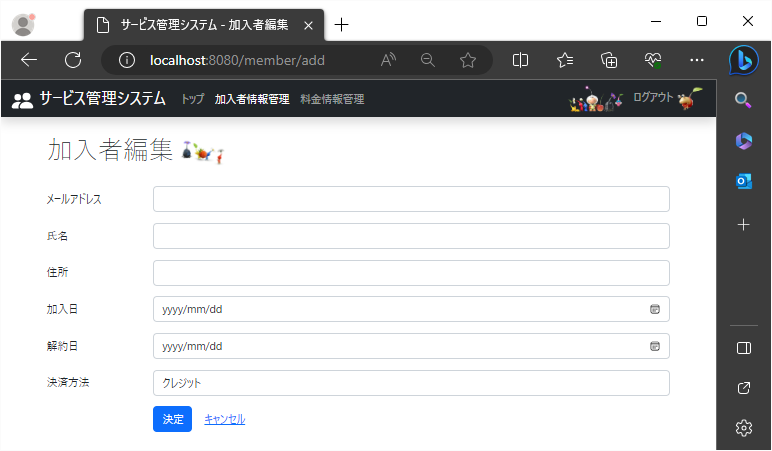 サービス管理システム - 加入者編集
localhost:8080/member/add
サービス管理システム トップ 加入者情報管理 料金情報管理 ログアウト
加入者編集
メールアドレス
氏名
住所
加入日 yyyy/mm/dd
解約日 yyyy/mm/dd
決済方法 クレジット
決定 キャンセル